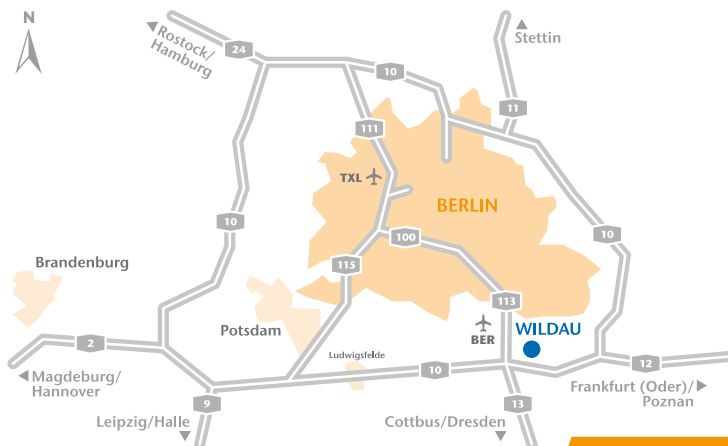 N
Rostock/
Hamburg
24
10
Stettin
11
111
TXL
BERLIN
10
100
10
Brandenburg
115
113
Potsdam
BER
WILDAU
2
Ludwigsfelde
10
12
Magdeburg/
Hannover
9
13
Frankfurt (Oder)/
Poznan
Leipzig/Halle
Cottbus/Dresden